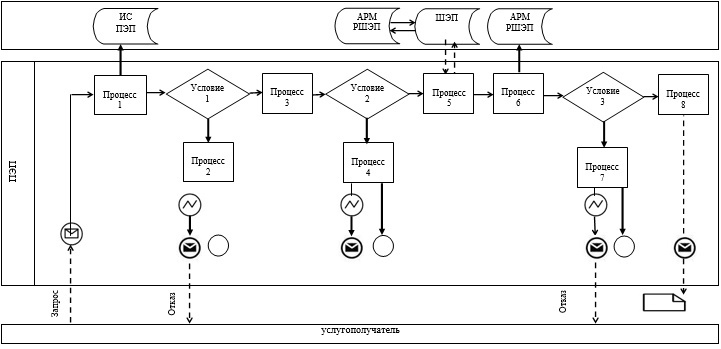 ИС
ПЭП
АРМ
РШЭП
ШЭП
АРМ
РШЭП
ПЭП
Процесс
1
Условие
1
Процесс
3
Условие
2
Процесс
5
Процесс
6
Условие
3
Процесс
8
Процесс
2
Процесс
4
Процесс
7
Запрос
Отказ
Отказ
услугополучатель